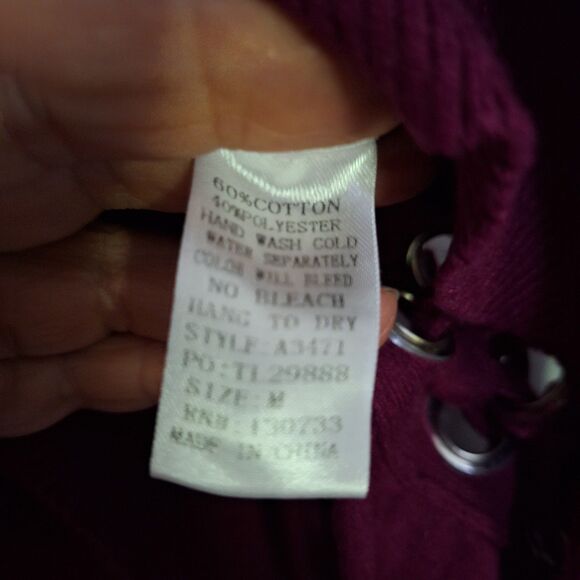 60%COTTON
40%POLYESTER
HAND WASH COLD
WATER SEPARATELY
COLOR WILL BLEED
NO BLEACH
HANG TO DRY
STYLE:A3471
PO:TL29888
SIZE:M
RN#:130733
MADE IN CHINA